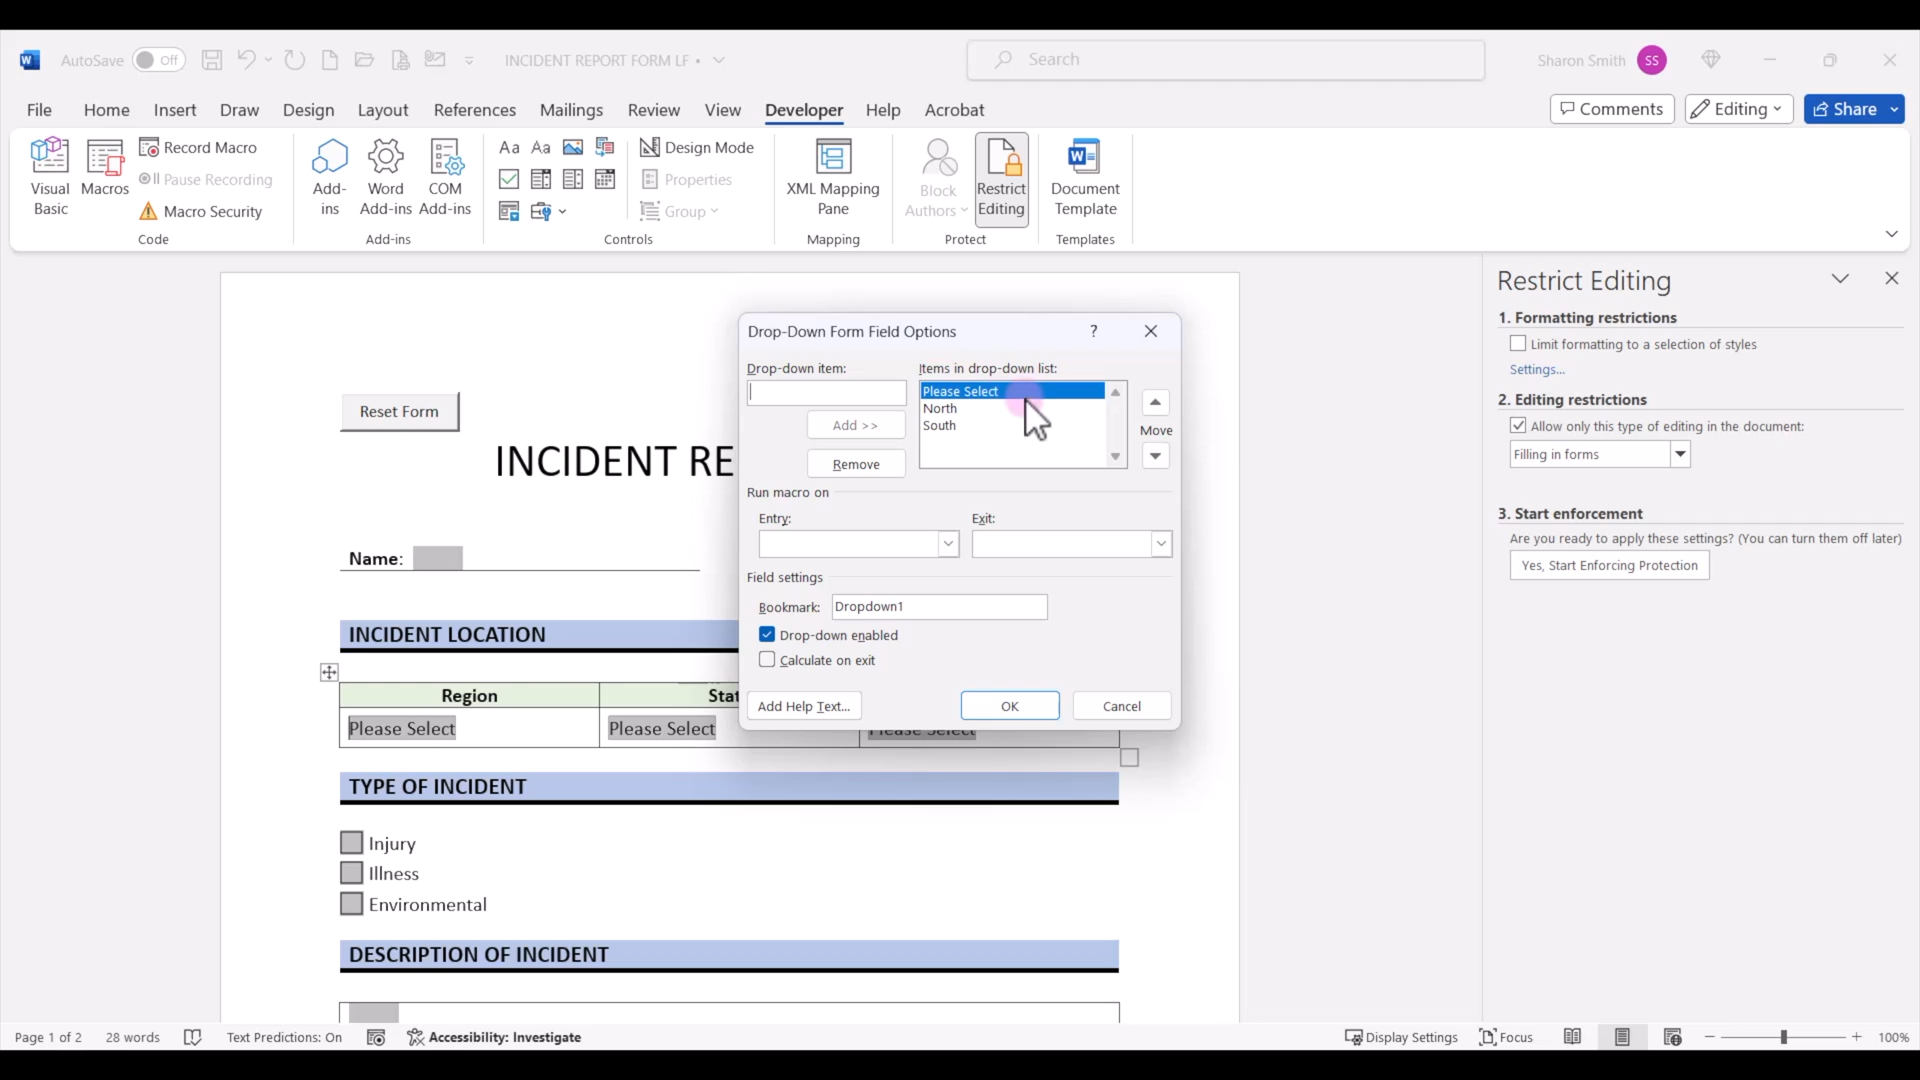 AutoSave Off INCIDENT REPORT FORM LF • Search Sharon Smith SS
File Home Insert Draw Design Layout References Mailings Review View Developer Help Acrobat Comments Editing Share
Visual Basic
Macros
Record Macro
Pause Recording
Macro Security
Code
Add-ins
Word Add-ins
COM Add-ins
Add-ins
Aa Aa
Design Mode
Properties
Group
Controls
XML Mapping Pane
Mapping
Block Authors
Restrict Editing
Protect
Document Template
Templates
Reset Form
INCIDENT RE
Name:
INCIDENT LOCATION
Region Stat
Please Select Please Select Please Select
TYPE OF INCIDENT
Injury
Illness
Environmental
DESCRIPTION OF INCIDENT
Drop-Down Form Field Options ?
Drop-down item: Items in drop-down list:
Please Select
North
South
Add >>
Remove
Move
Run macro on
Entry: Exit:
Field settings
Bookmark: Dropdown1
Drop-down enabled
Calculate on exit
Add Help Text... OK Cancel
Restrict Editing
1. Formatting restrictions
Limit formatting to a selection of styles
Settings...
2. Editing restrictions
Allow only this type of editing in the document:
Filling in forms
3. Start enforcement
Are you ready to apply these settings? (You can turn them off later)
Yes, Start Enforcing Protection
Page 1 of 2 28 words Text Predictions: On Accessibility: Investigate Display Settings Focus 100%